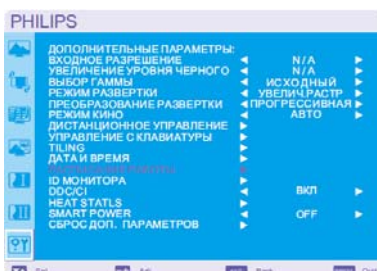 PHILIPS
ДОПОЛНИТЕЛЬНЫЕ ПАРАМЕТРЫ:
ВХОДНОЕ РАЗРЕШЕНИЕ N/A
УВЕЛИЧЕНИЕ УРОВНЯ ЧЕРНОГО N/A
ВЫБОР ГАММЫ ИСХОДНЫЙ
РЕЖИМ РАЗВЕРТКИ УВЕЛИЧ.РАСТР
ПРЕОБРАЗОВАНИЕ РАЗВЕРТКИ ПРОГРЕССИВНАЯ
РЕЖИМ КИНО АВТО
ДИСТАНЦИОННОЕ УПРАВЛЕНИЕ
УПРАВЛЕНИЕ С КЛАВИАТУРЫ
TILING
ДАТА И ВРЕМЯ
ID МОНИТОРА
DDC/CI ВКЛ
HEAT STATLS
SMART POWER OFF
СБРОС ДОП. ПАРАМЕТРОВ